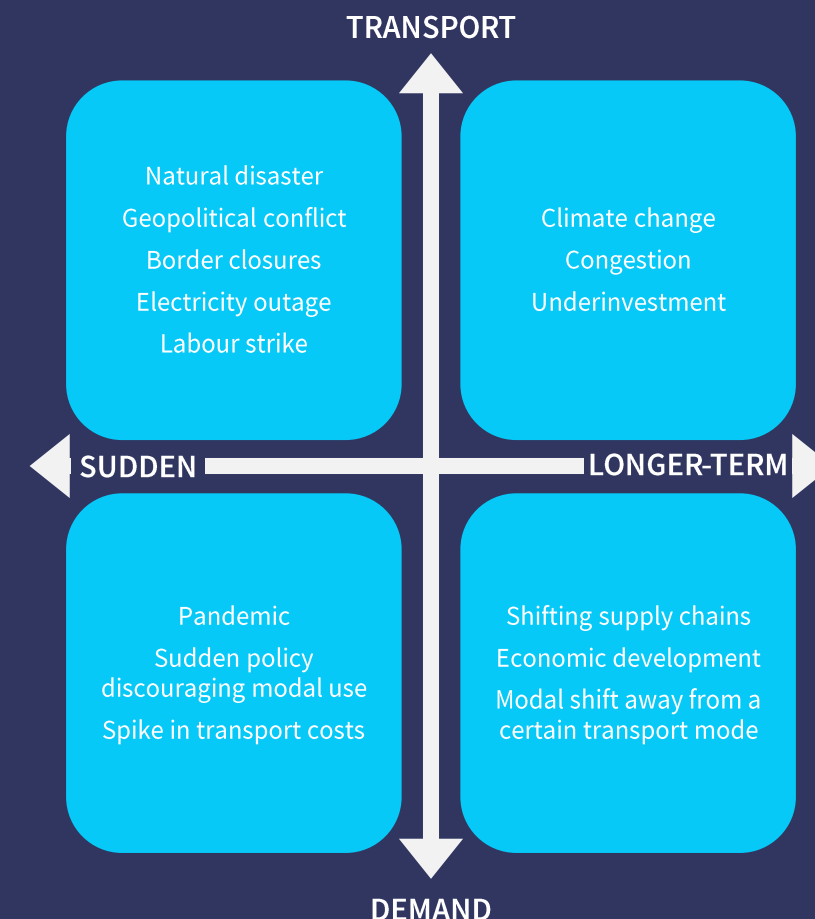 TRANSPORT
Natural disaster
Geopolitical conflict
Border closures
Electricity outage
Labour strike
Climate change
Congestion
Underinvestment
SUDDEN
LONGER-TERM
Pandemic
Sudden policy
discouraging modal use
Spike in transport costs
Shifting supply chains
Economic development
Modal shift away from a
certain transport mode
DEMAND